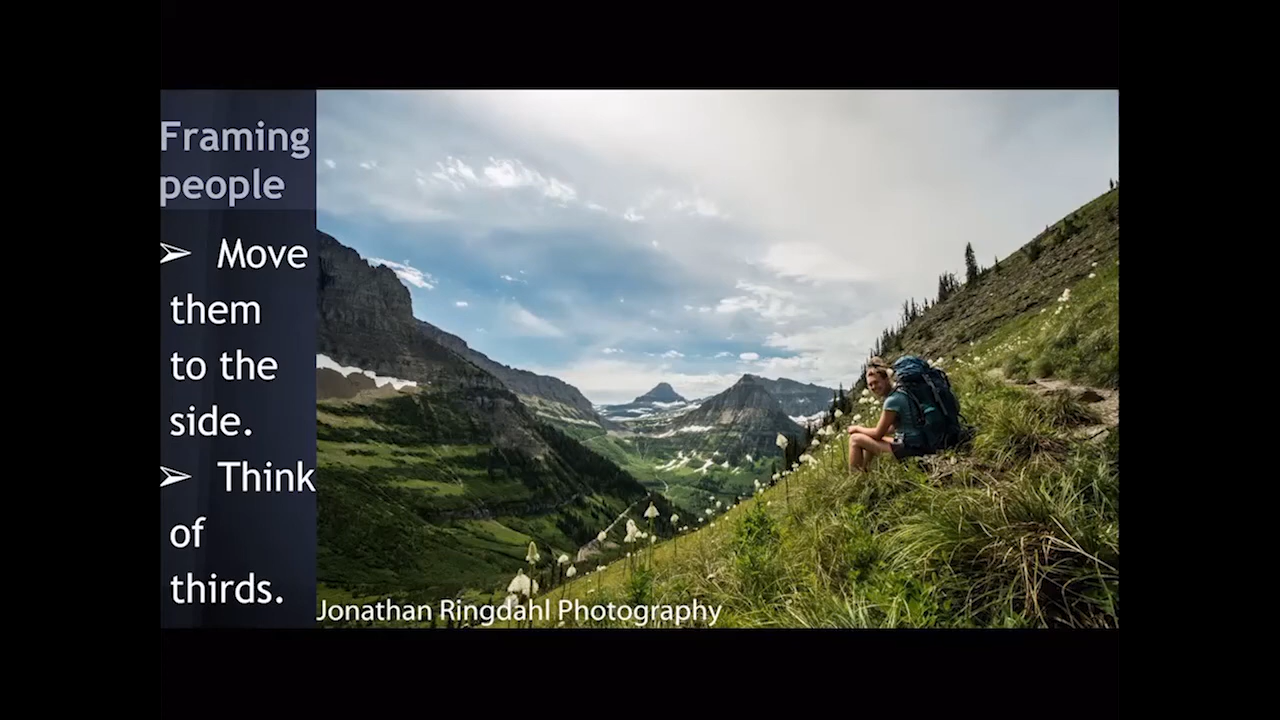 Framing
people
➢ Move
them
to the
side.
➢ Think
of
thirds.
Jonathan Ringdahl Photography